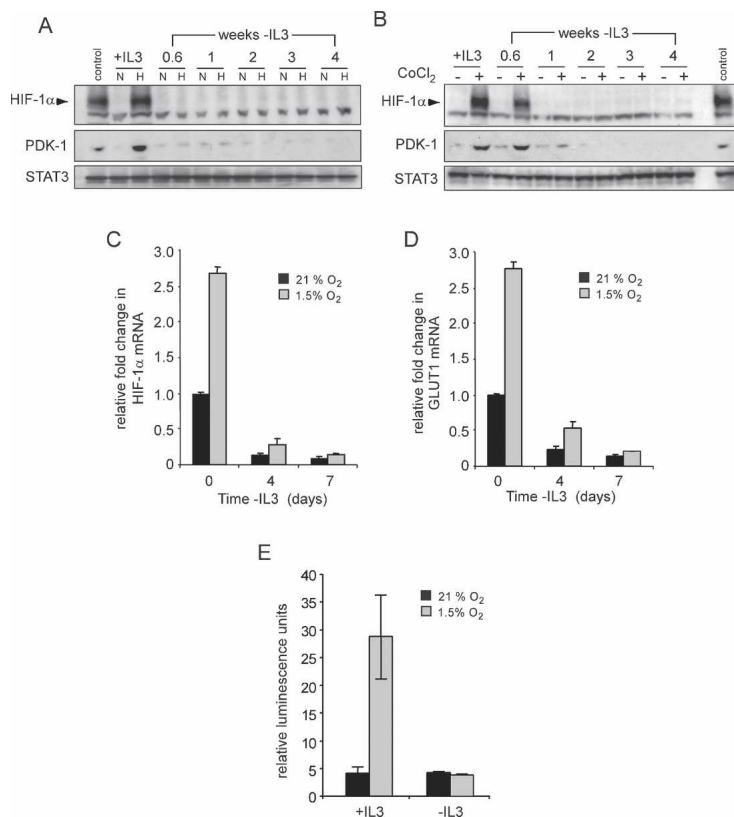 A
weeks -IL3
control +IL3 0.6 1 2 3 4
N H N H N H N H N H N H
HIF-1α
PDK-1
STAT3
B
weeks -IL3
+IL3 0.6 1 2 3 4 control
CoCl2 - + - + - + - + - + - +
HIF-1α
PDK-1
STAT3
C
relative fold change in
HIF-1α mRNA
3.0
2.5
2.0
1.5
1.0
0.5
0
21 % O2
1.5% O2
0 4 7
Time -IL3 (days)
D
relative fold change in
GLUT1 mRNA
3.0
2.5
2.0
1.5
1.0
0.5
0
21 % O2
1.5% O2
0 4 7
Time -IL3 (days)
E
relative luminescence units
40
35
30
25
20
15
10
5
0
21 % O2
1.5% O2
+IL3 -IL3